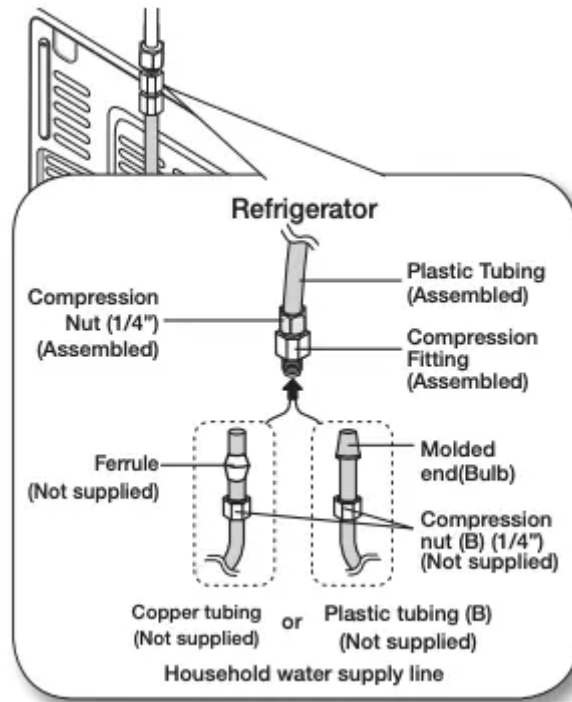 Refrigerator
Compression
Nut (1/4")
(Assembled)
Plastic Tubing
(Assembled)
Compression
Fitting
(Assembled)
Ferrule
(Not supplied)
Molded
end(Bulb)
Compression
nut (B) (1/4")
(Not supplied)
Copper tubing
(Not supplied)
or
Plastic tubing (B)
(Not supplied)
Household water supply line